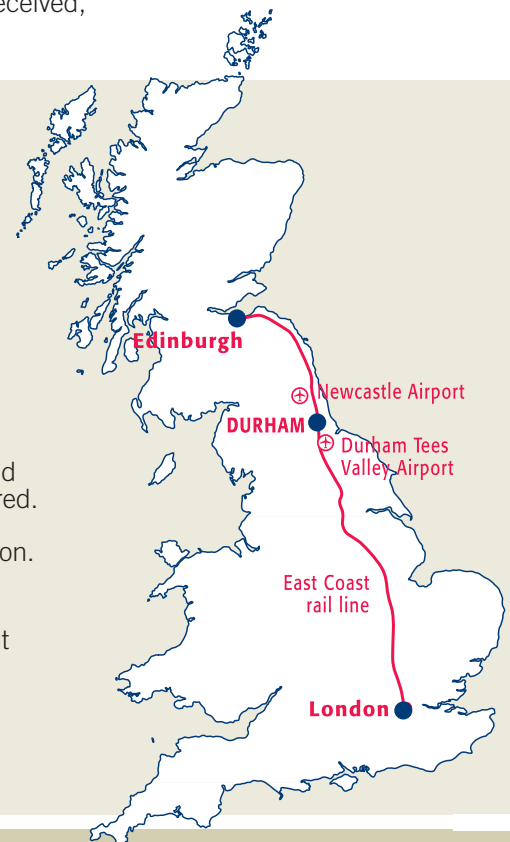 eceived,
Edinburgh
Newcastle Airport
DURHAM
Durham Tees
Valley Airport
d
red.
on.
East Coast
rail line
t
London